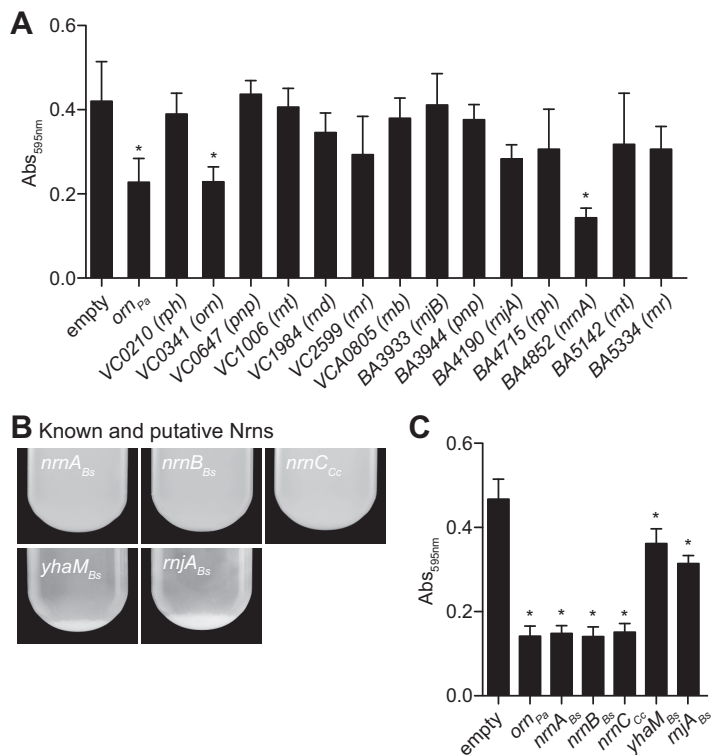 A
0.6
0.4
0.2
0.0
Abs595nm
*
*
*
empty
ornPa
VC0210 (rph)
VC0341 (orn)
VC0647 (pnp)
VC1006 (rnt)
VC1984 (rnd)
VC2599 (rnr)
VCA0805 (rnb)
BA3933 (rnjB)
BA3944 (pnp)
BA4190 (rnjA)
BA4715 (rph)
BA4852 (nrnA)
BA5142 (rnt)
BA5334 (rnr)
B Known and putative Nrns
nrnABs
nrnBBs
nrnCCc
yhaMBs
rnjABs
C
0.6
0.4
0.2
0.0
Abs595nm
*
*
*
*
*
*
empty
ornPa
nrnABs
nrnBBs
nrnCCc
yhaMBs
rnjABs